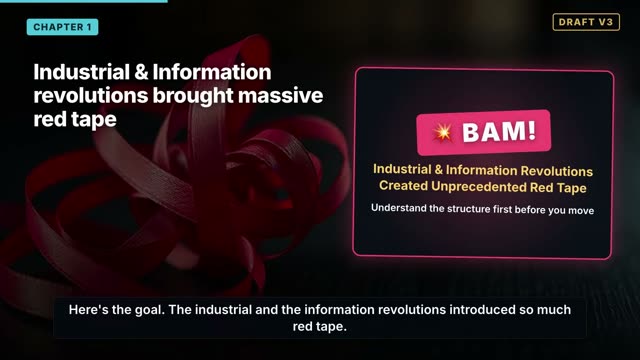 CHAPTER 1
DRAFT V3
Industrial & Information
revolutions brought massive
red tape
💥 BAM!
Industrial & Information Revolutions
Created Unprecedented Red Tape
Understand the structure first before you move
Here's the goal. The industrial and the information revolutions introduced so much
red tape.